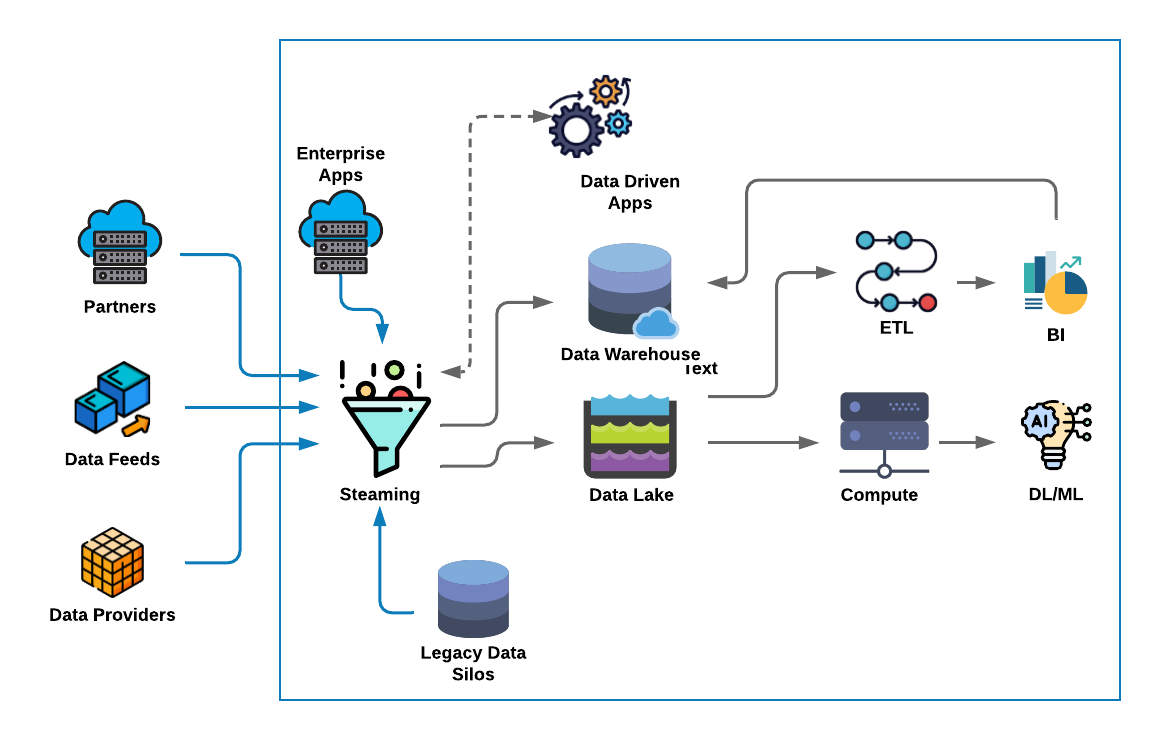 Enterprise
Apps
Data Driven
Apps
Partners
ETL
BI
Data Warehouse
Text
Data Feeds
AI
Steaming
Data Lake
Compute
DL/ML
Data Providers
Legacy Data
Silos